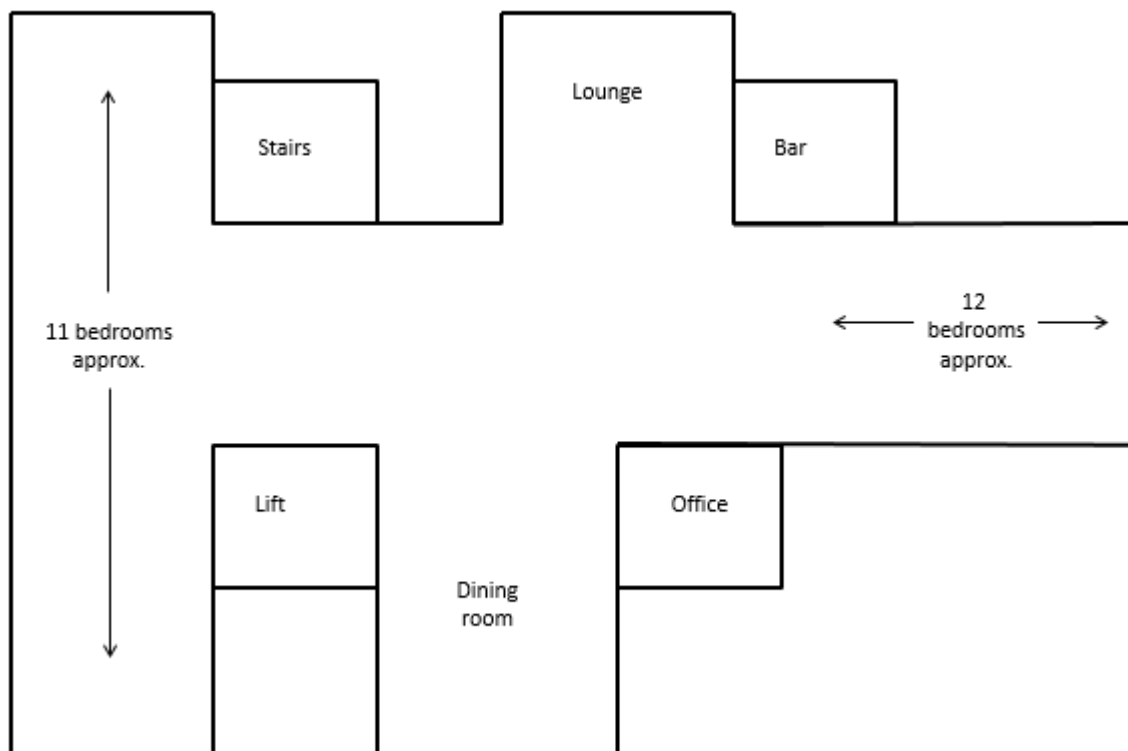 Lounge
Stairs
Bar
11 bedrooms
approx.
12
bedrooms
approx.
Lift
Office
Dining
room